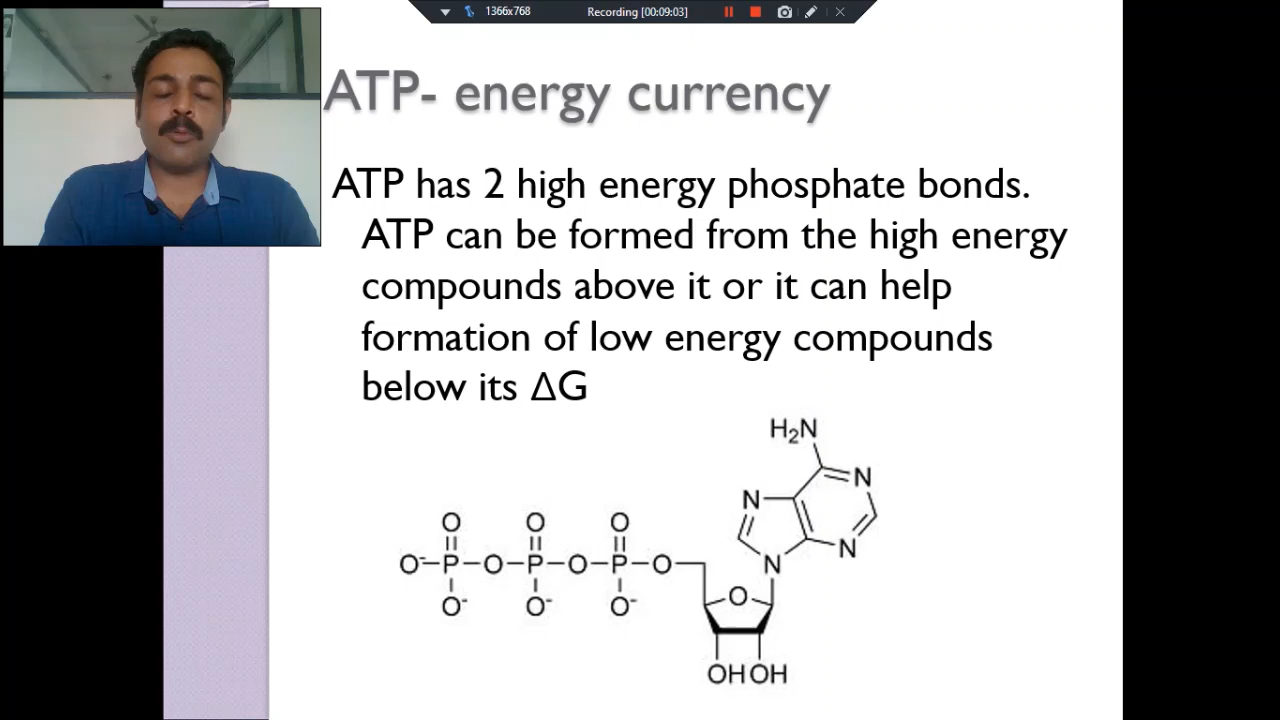 1366x768 Recording [00:09:03]
ATP- energy currency
ATP has 2 high energy phosphate bonds.
ATP can be formed from the high energy
compounds above it or it can help
formation of low energy compounds
below its ΔG
H₂N
N N
N N
O O O
O⁻ P O P O P O
O⁻ O⁻ O⁻
O
OH OH